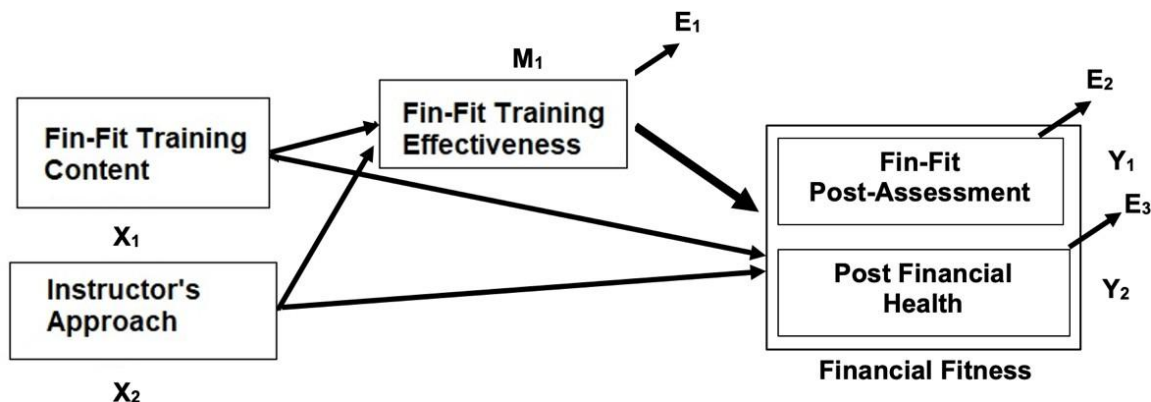 E₁
M₁
Fin-Fit Training
Effectiveness
Fin-Fit Training
Content
X₁
E₂
Fin-Fit
Post-Assessment
Y₁
E₃
Instructor's
Approach
X₂
Post Financial
Health
Y₂
Financial Fitness